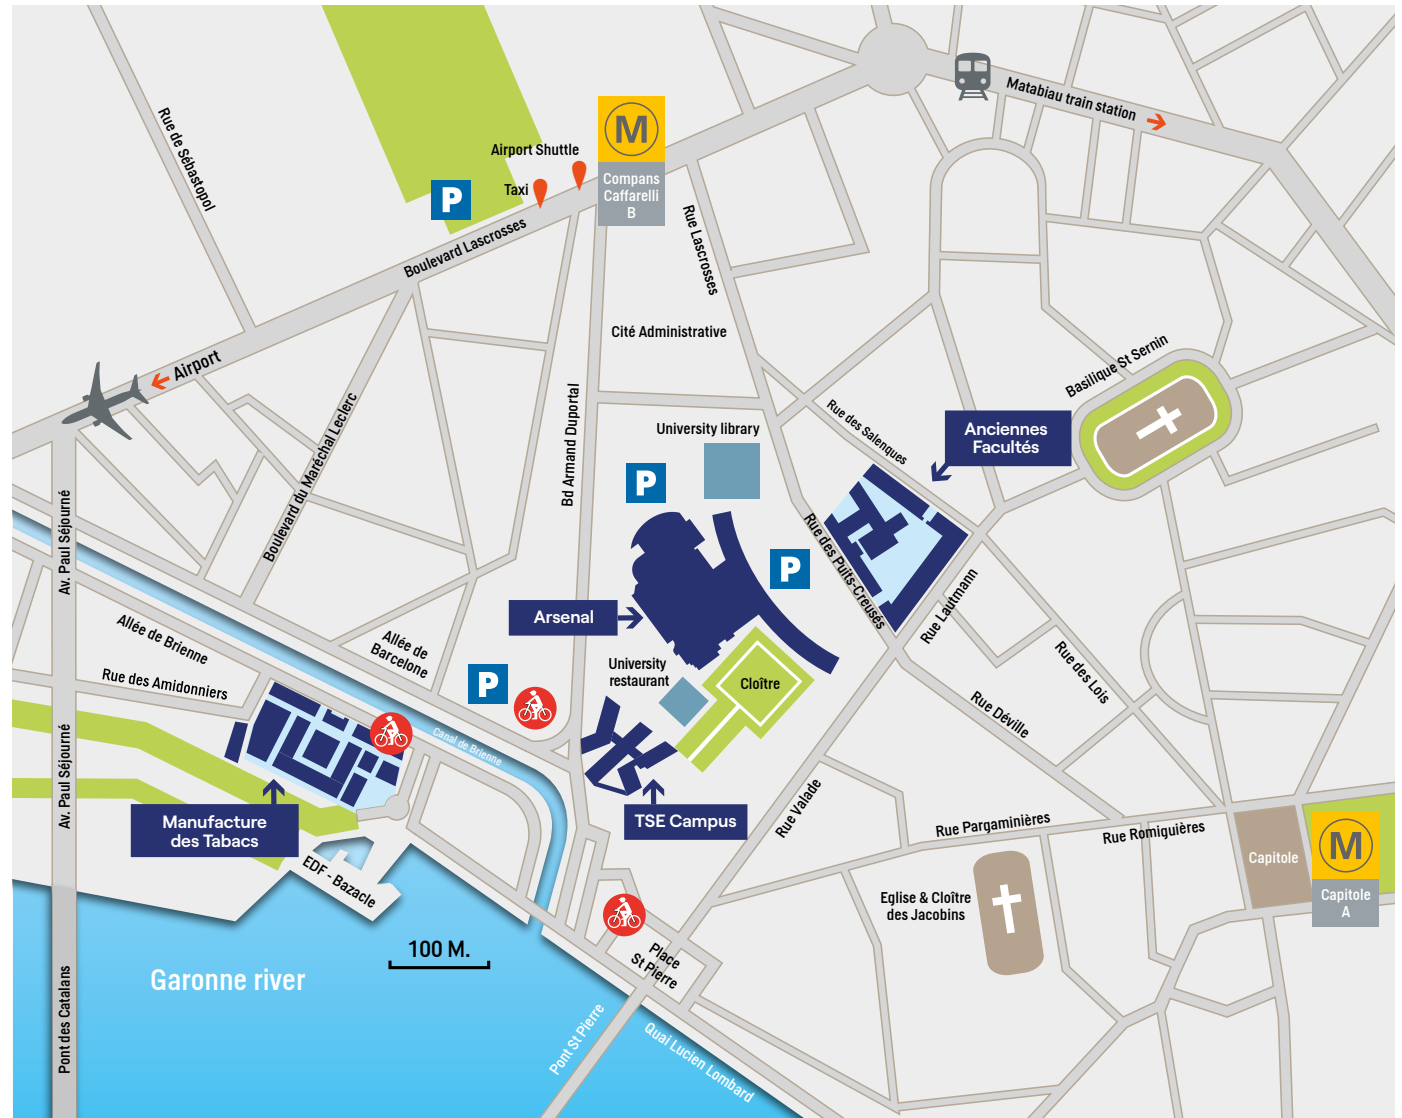 Rue de Sébastopol
Airport Shuttle
Taxi
P
M
Compans
Caffarelli
B
Matabiau train station
Boulevard Lascrosses
Rue Lascrosses
Cité Administrative
Airport
Basilique St Sernin
Boulevard du Maréchal Leclerc
Bd Armand Duportal
University library
Rue des Salenques
Anciennes
Facultés
P
P
Av. Paul Séjourné
Rue des Puits-Creusés
Rue Lautmann
Arsenal
Allée de Brienne
Allée de
Barcelone
Rue des Amidonniers
University
restaurant
Cloître
P
Rue des Lois
Rue Déville
Canal de Brienne
Av. Paul Séjourné
Manufacture
des Tabacs
TSE Campus
Rue Valade
Rue Pargaminières
Rue Romiguières
Capitole
M
Capitole
A
EDF - Bazacle
Eglise & Cloître
des Jacobins
100 M.
Place
St Pierre
Garonne river
Pont des Catalans
Pont St Pierre
Quai Lucien Lombard